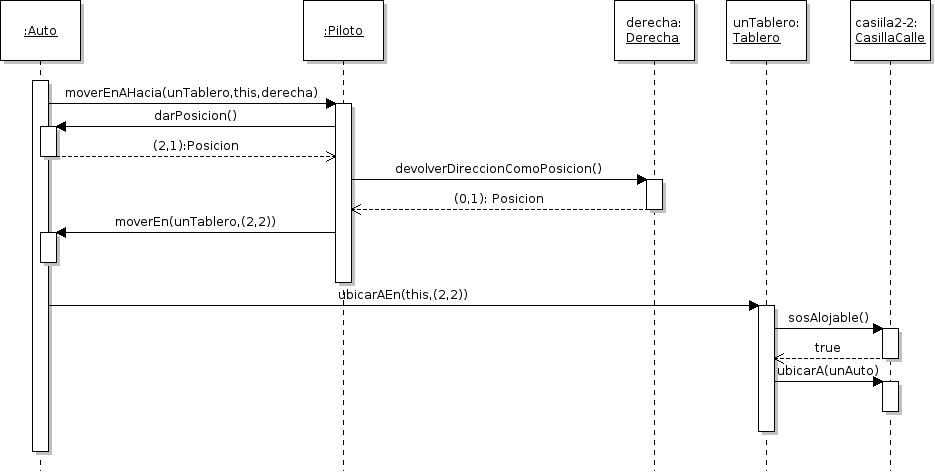 :Auto
:Piloto
derecha:
Derecha
unTablero:
Tablero
casiila2-2:
CasillaCalle
moverEnAHacia(unTablero,this,derecha)
darPosicion()
(2,1):Posicion
devolverDireccionComoPosicion()
(0,1): Posicion
moverEn(unTablero,(2,2))
ubicarAEn(this,(2,2))
sosAlojable()
true
ubicarA(unAuto)